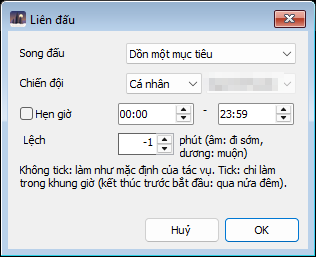 Liên đấu
Song đấu
Dồn một mục tiêu
Chiến đội
Cá nhân
Hẹn giờ
00:00 - 23:59
Lệch
-1
phút (âm: đi sớm,
dương: muộn)
Không tick: làm như mặc định của tác vụ. Tick: chỉ làm
trong khung giờ (kết thúc trước bắt đầu: qua nửa đêm).
Huỷ
OK